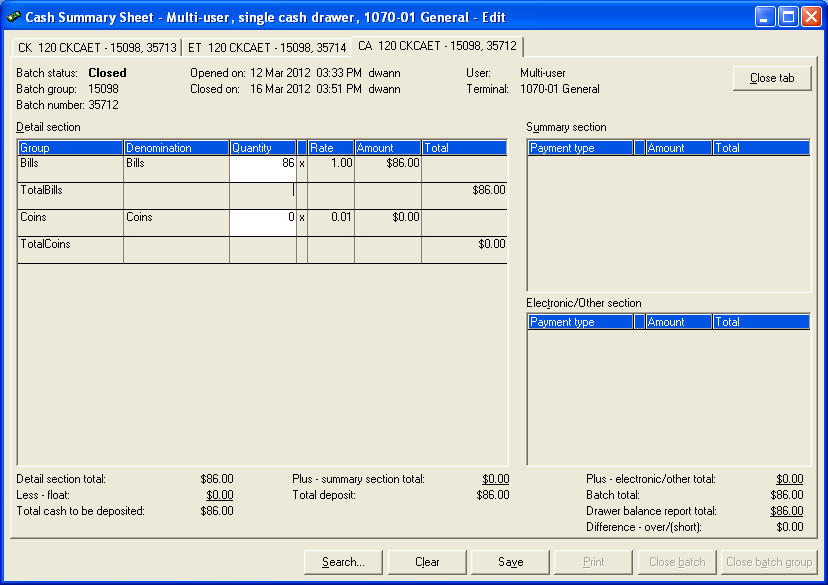 Cash Summary Sheet - Multi-user, single cash drawer, 1070-01 General - Edit
CK 120 CKCAET - 15098, 35713 ET 120 CKCAET - 15098, 35714 CA 120 CKCAET - 15098, 35712
Batch status: Closed Opened on: 12 Mar 2012 03:33 PM dwann User: Multi-user
Batch group: 15098 Closed on: 16 Mar 2012 03:51 PM dwann Terminal: 1070-01 General
Close tab
Batch number: 35712
Detail section Summary section
Group Denomination Quantity Rate Amount Total Payment type Amount Total
Bills Bills 86 x 1.00 $86.00
TotalBills $86.00
Coins Coins 0 x 0.01 $0.00
TotalCoins $0.00
Electronic/Other section
Payment type Amount Total
Detail section total: $86.00 Plus - summary section total: $0.00 Plus - electronic/other total: $0.00
Less - float: $0.00 Total deposit: $86.00 Batch total: $86.00
Total cash to be deposited: $86.00 Drawer balance report total: $86.00
Difference - over/(short): $0.00
Search... Clear Save Print Close batch Close batch group